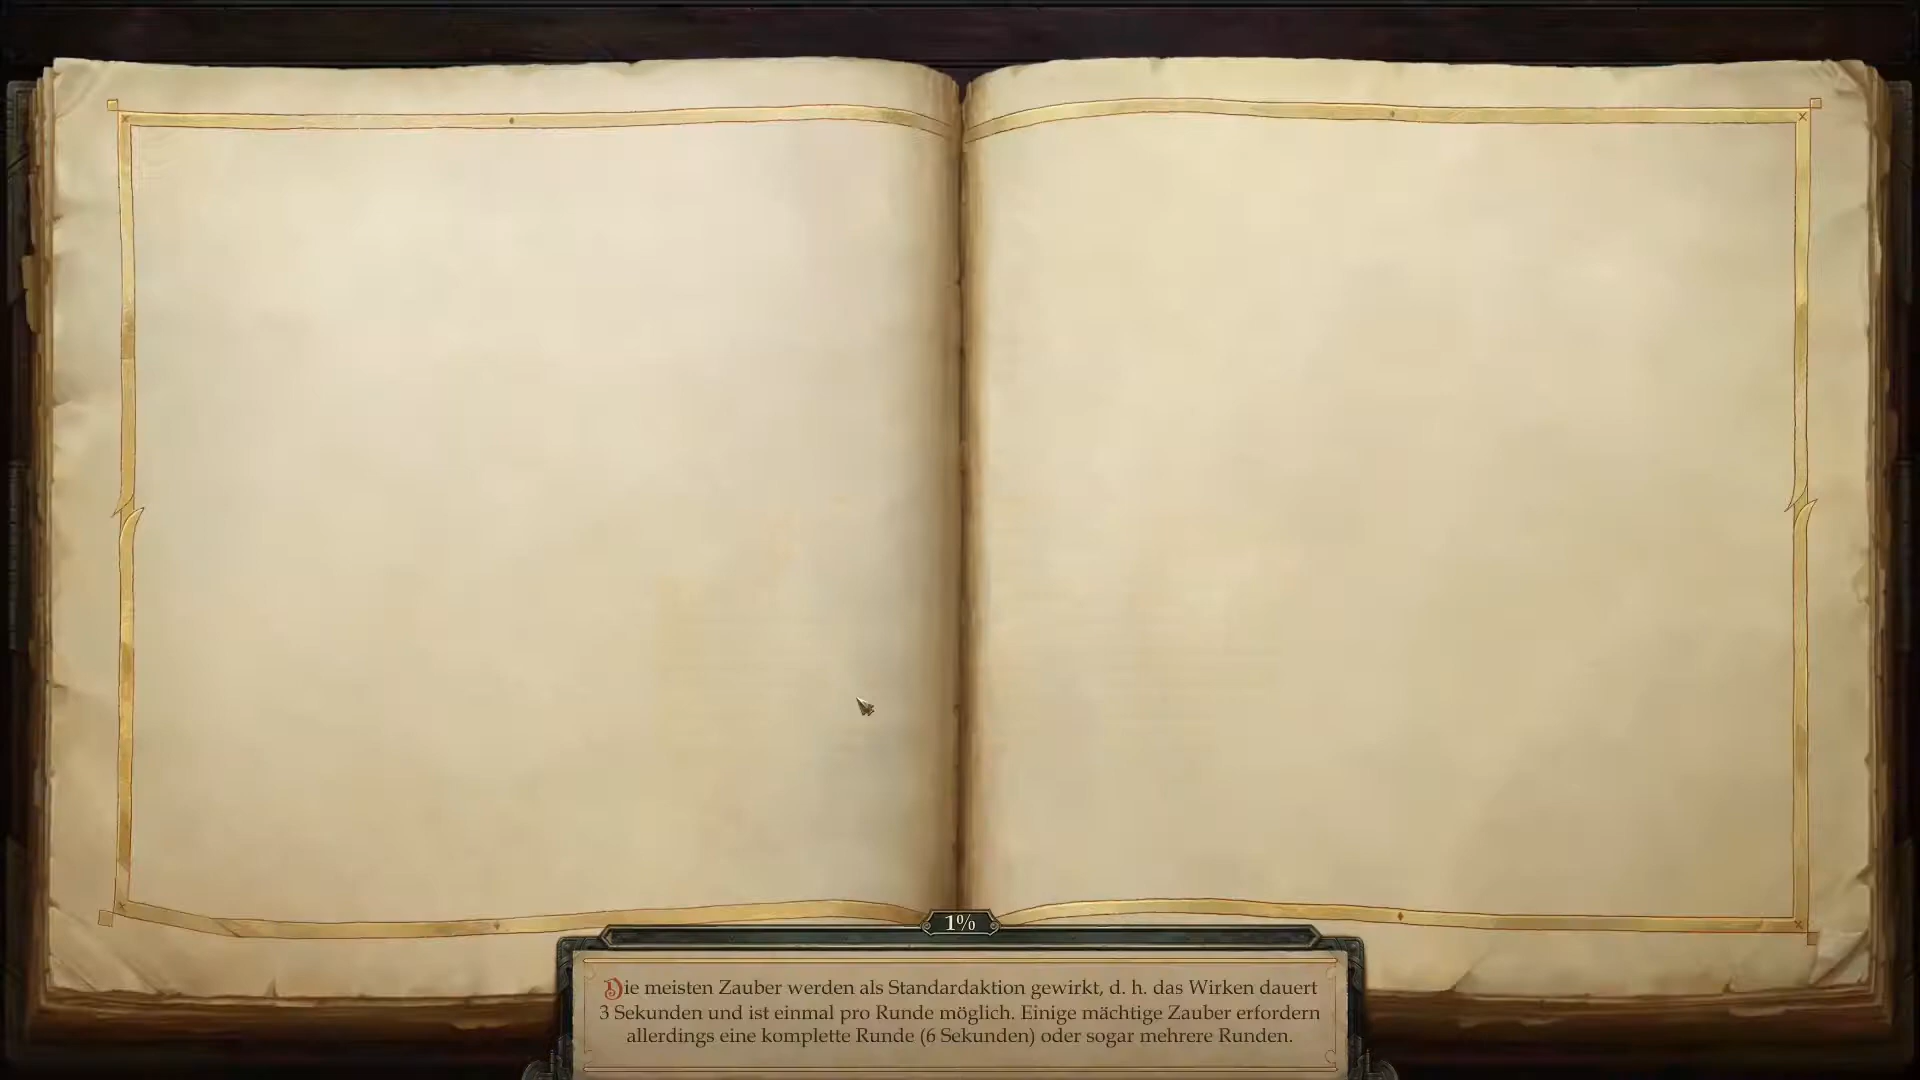 1%
Die meisten Zauber werden als Standardaktion gewirkt, d. h. das Wirken dauert
3 Sekunden und ist einmal pro Runde möglich. Einige mächtige Zauber erfordern
allerdings eine komplette Runde (6 Sekunden) oder sogar mehrere Runden.